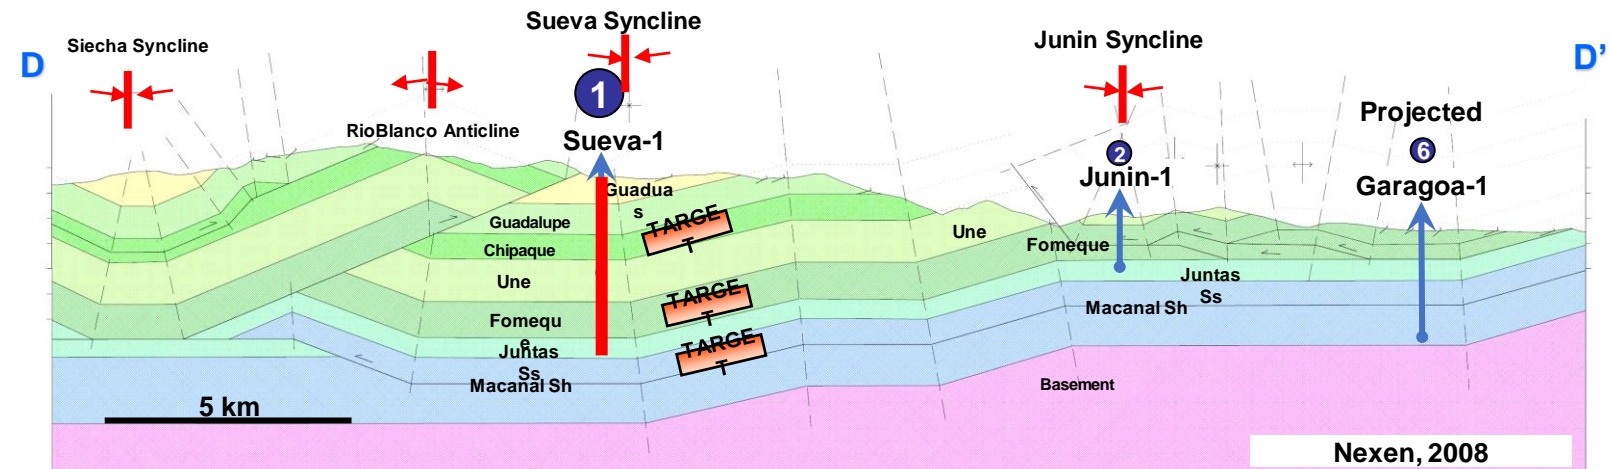 Sueva Syncline
Siecha Syncline
Junin Syncline
D
D’
1
Projected
RioBlanco Anticline
Sueva-1
2
6
Junin-1
Garagoa-1
Guadua
s
Guadalupe
TARGE
T
Chipaque
Une
Une
Fomeque
Juntas
Ss
TARGE
T
Macanal Sh
Fomequ
e
Juntas
Ss
TARGE
T
Macanal Sh
Basement
5 km
Nexen, 2008